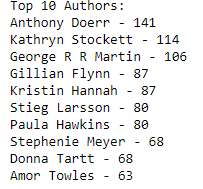 Top 10 Authors:
Anthony Doerr - 141
Kathryn Stockett - 114
George R R Martin - 106
Gillian Flynn - 87
Kristin Hannah - 87
Stieg Larsson - 80
Paula Hawkins - 80
Stephenie Meyer - 68
Donna Tartt - 68
Amor Towles - 63